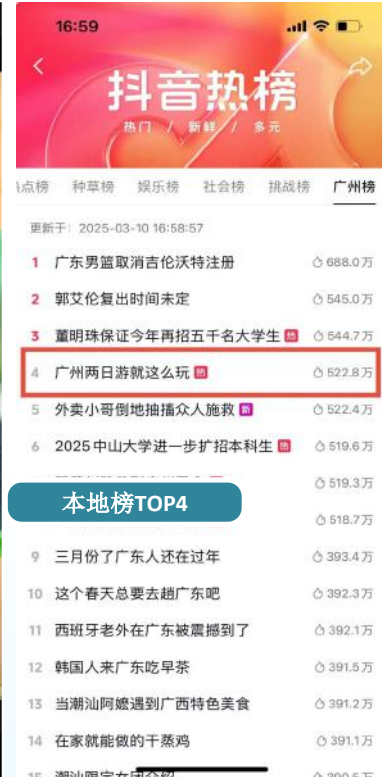 16:59
抖音热榜
热门 / 新鲜 / 多元
点榜 种草榜 娱乐榜 社会榜 挑战榜 广州榜
更新于：2025-03-10 16:58:57
1 广东男篮取消吉伦沃特注册 688.0万
2 郭艾伦复出时间未定 545.0万
3 董明珠保证今年再招五千名大学生 热 544.7万
4 广州两日游就这么玩 热 522.8万
5 外卖小哥倒地抽搐众人施救 新 522.4万
6 2025中山大学进一步扩招本科生 热 519.6万
519.3万
本地榜TOP4
518.7万
9 三月份了广东人还在过年 393.4万
10 这个春天总要去趟广东吧 392.3万
11 西班牙老外在广东被震撼到了 392.1万
12 韩国人来广东吃早茶 391.5万
13 当潮汕阿嬷遇到广西特色美食 391.2万
14 在家就能做的干蒸鸡 391.1万